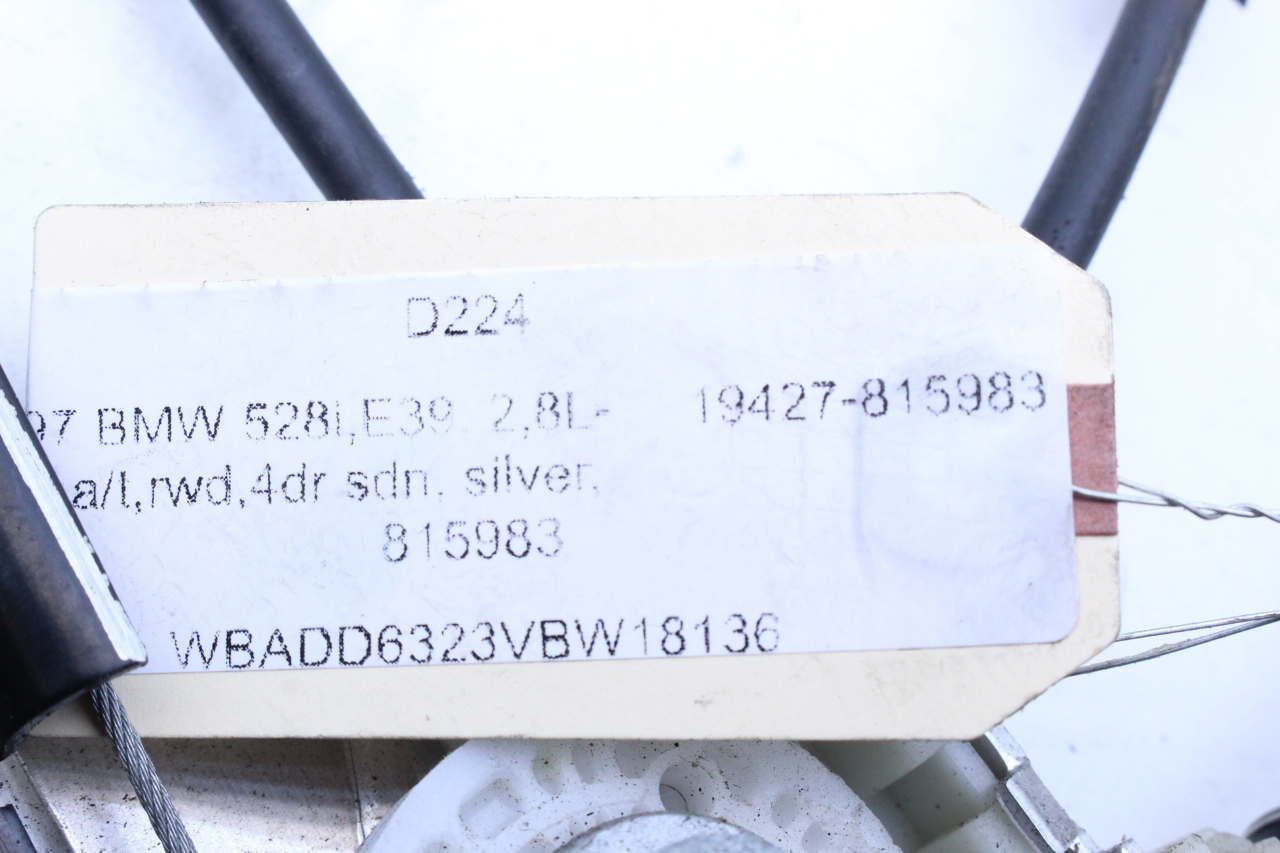 D224
97 BMW 528i,E39, 2,8L- 19427-815983
a/t,rwd,4dr sdn, silver,
815983
WBADD6323VBW18136